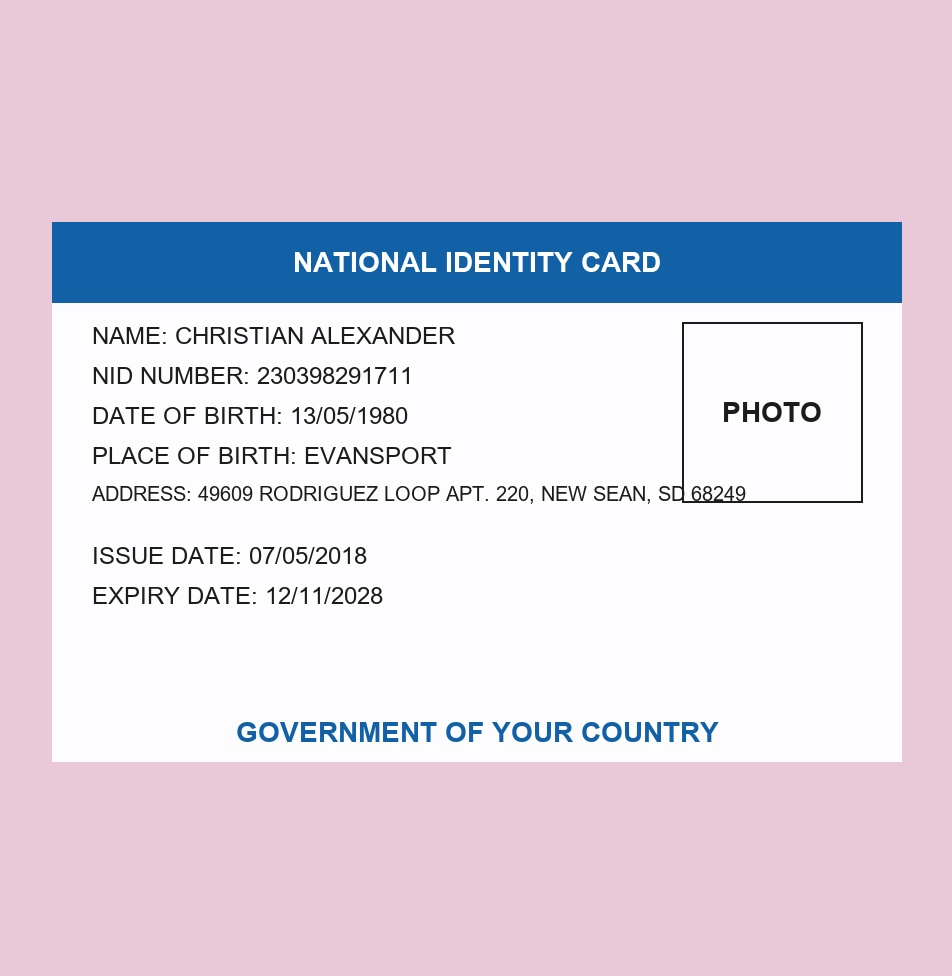 NATIONAL IDENTITY CARD
NAME: CHRISTIAN ALEXANDER
NID NUMBER: 230398291711
DATE OF BIRTH: 13/05/1980
PHOTO
PLACE OF BIRTH: EVANSPORT
ADDRESS: 49609 RODRIGUEZ LOOP APT. 220, NEW SEAN, SD 68249
ISSUE DATE: 07/05/2018
EXPIRY DATE: 12/11/2028
GOVERNMENT OF YOUR COUNTRY